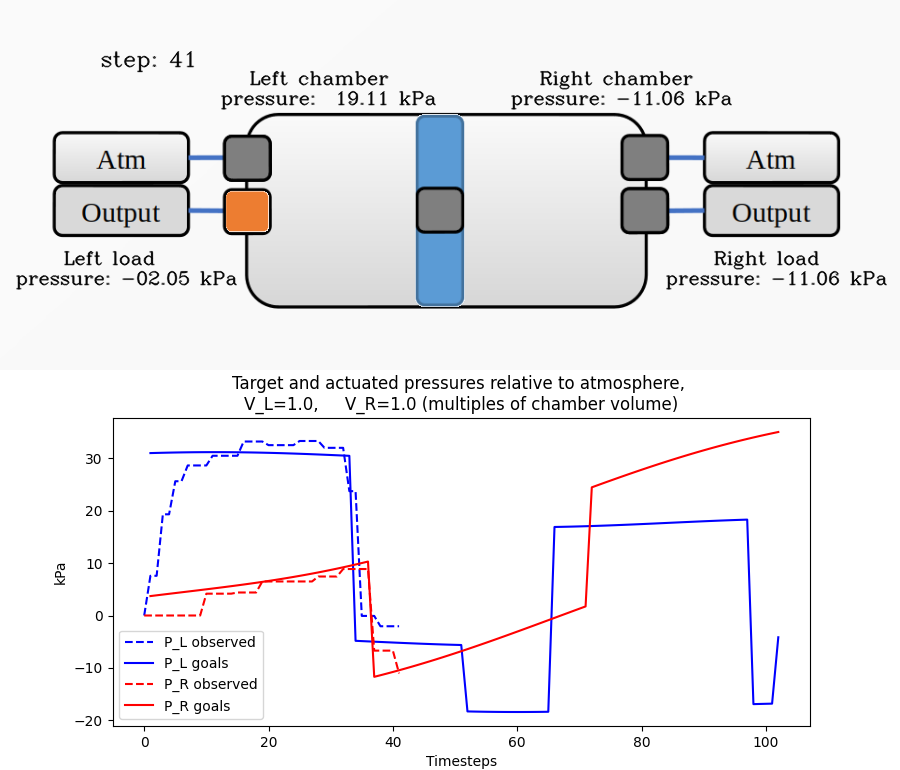 step: 41
Left chamber
pressure:  19.11 kPa
Right chamber
pressure: −11.06 kPa
Atm
Output
Atm
Output
Left load
pressure: −02.05 kPa
Right load
pressure: −11.06 kPa
Target and actuated pressures relative to atmosphere,
V_L=1.0,     V_R=1.0 (multiples of chamber volume)
kPa
30
20
10
0
−10
−20
P_L observed
P_L goals
P_R observed
P_R goals
0 20 40 60 80 100
Timesteps